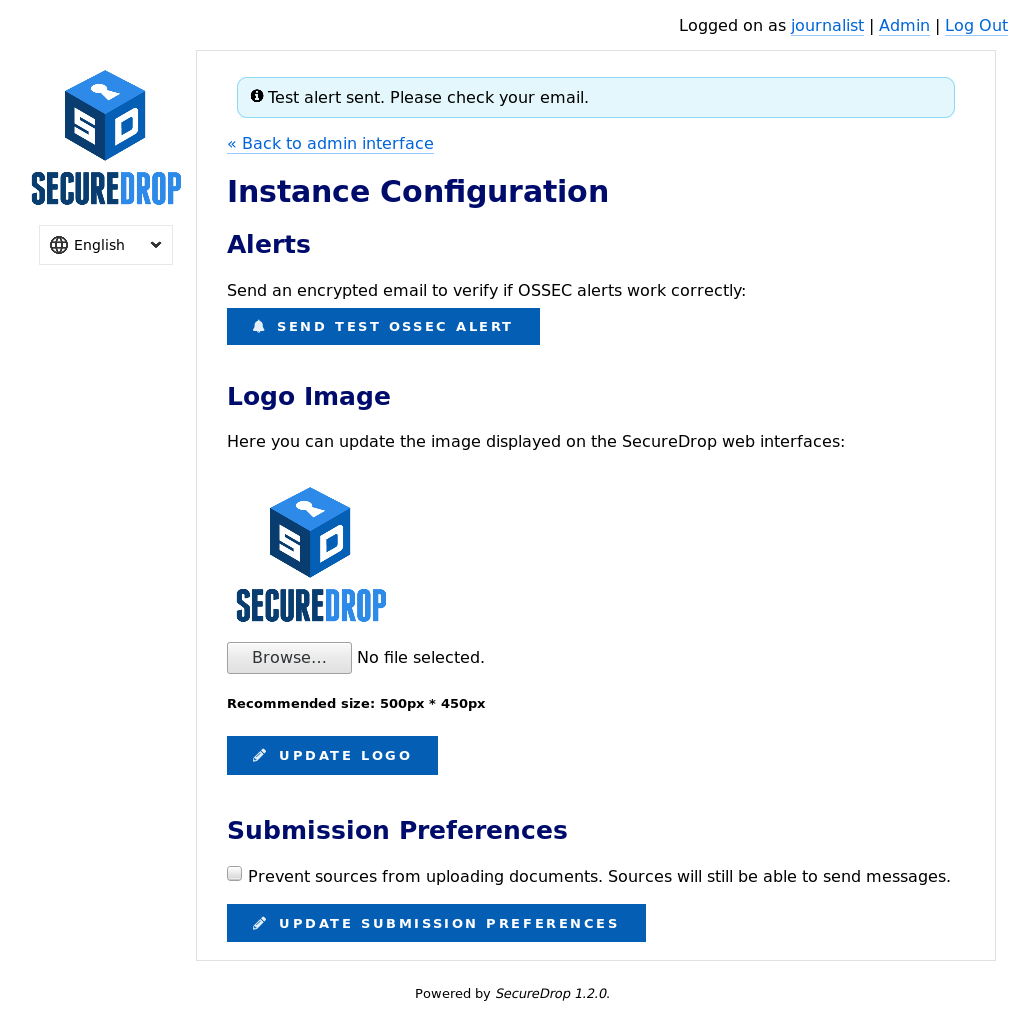 Logged on as journalist | Admin | Log Out
SD
SECUREDROP
English
Test alert sent. Please check your email.
« Back to admin interface
Instance Configuration
Alerts
Send an encrypted email to verify if OSSEC alerts work correctly:
SEND TEST OSSEC ALERT
Logo Image
Here you can update the image displayed on the SecureDrop web interfaces:
SD
SECUREDROP
Browse... No file selected.
Recommended size: 500px * 450px
UPDATE LOGO
Submission Preferences
Prevent sources from uploading documents. Sources will still be able to send messages.
UPDATE SUBMISSION PREFERENCES
Powered by SecureDrop 1.2.0.